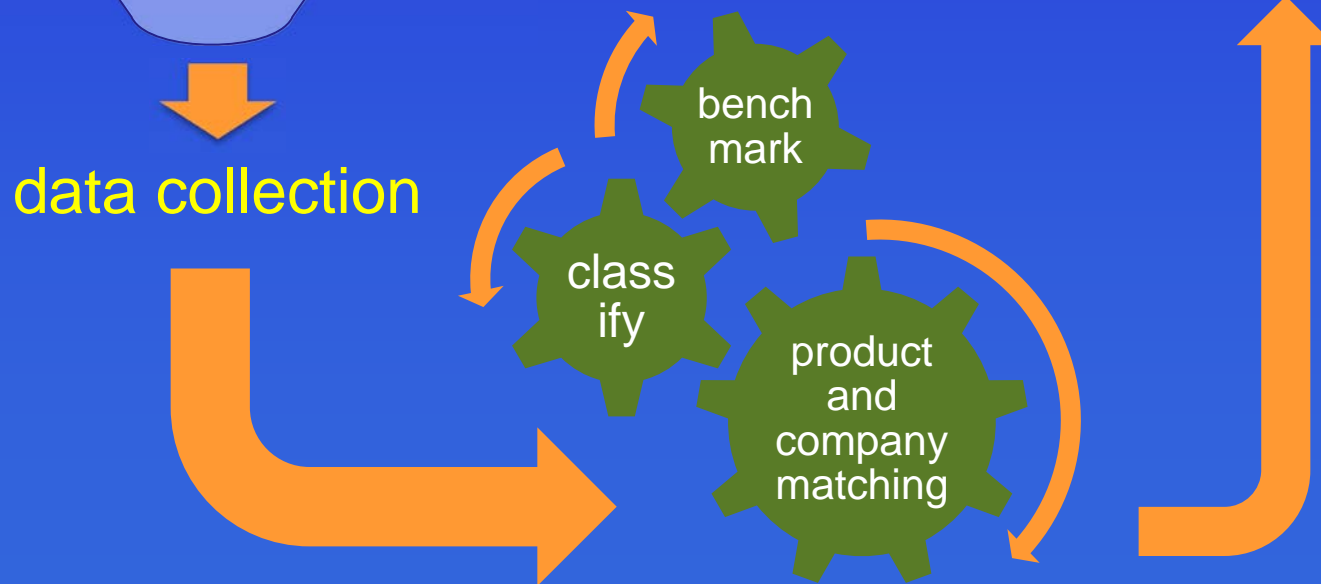 data collection
bench
mark
class
ify
product
and
company
matching